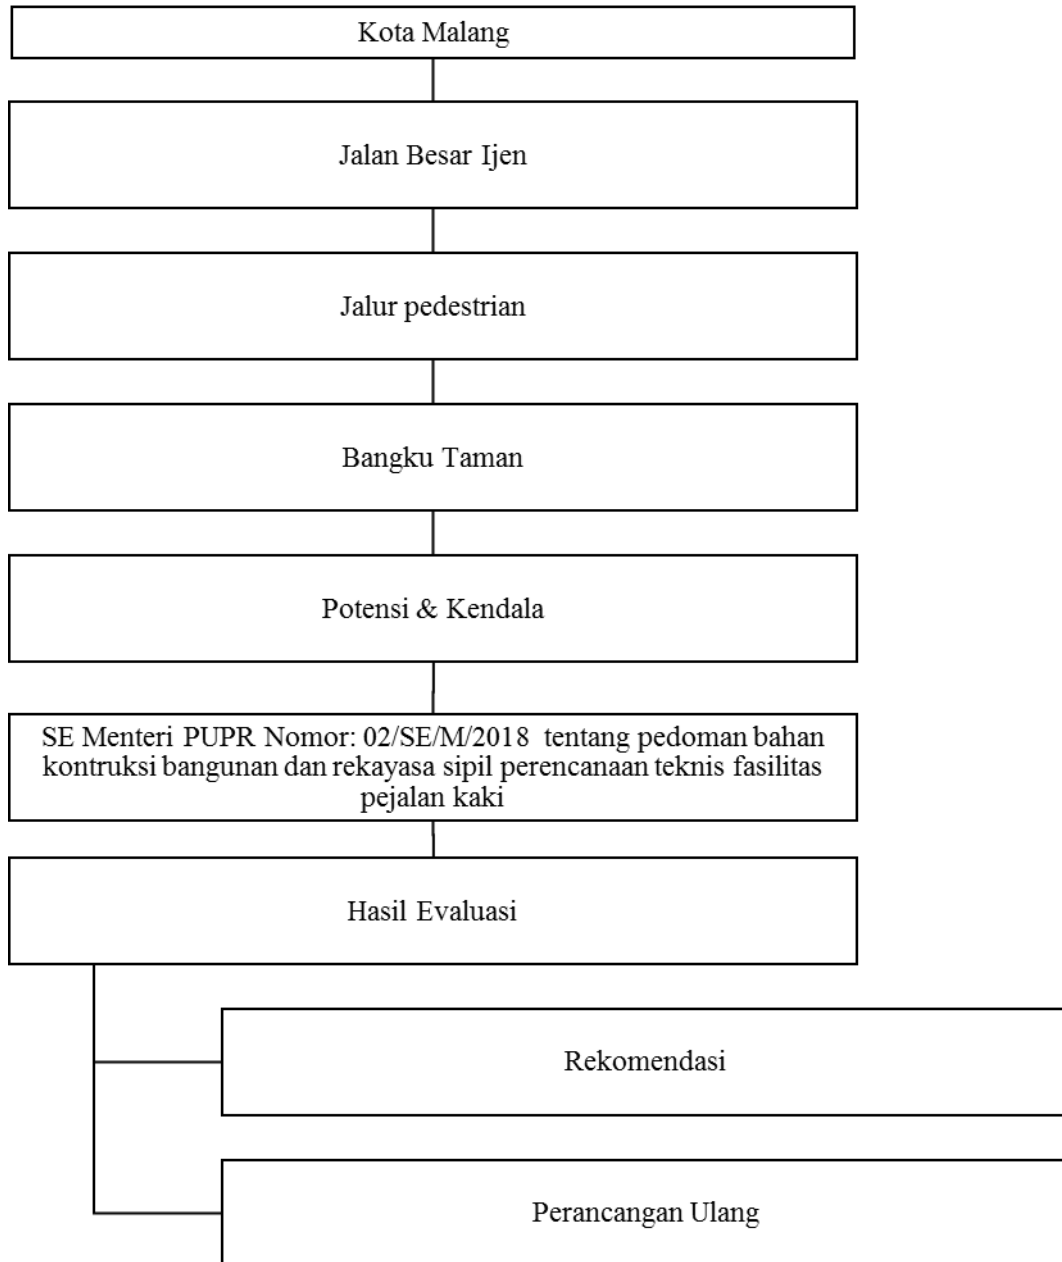 Kota Malang
Jalan Besar Ijen
Jalur pedestrian
Bangku Taman
Potensi & Kendala
SE Menteri PUPR Nomor: 02/SE/M/2018 tentang pedoman bahan
kontruksi bangunan dan rekayasa sipil perencanaan teknis fasilitas
pejalan kaki
Hasil Evaluasi
Rekomendasi
Perancangan Ulang